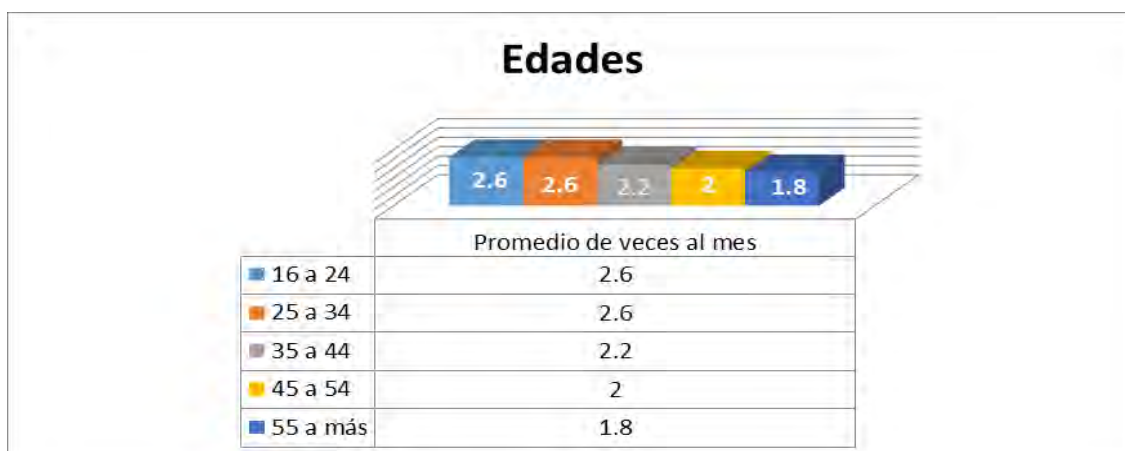 Edades
2.6 2.6 2.2 2 1.8
Promedio de veces al mes
16 a 24 2.6
25 a 34 2.6
35 a 44 2.2
45 a 54 2
55 a más 1.8